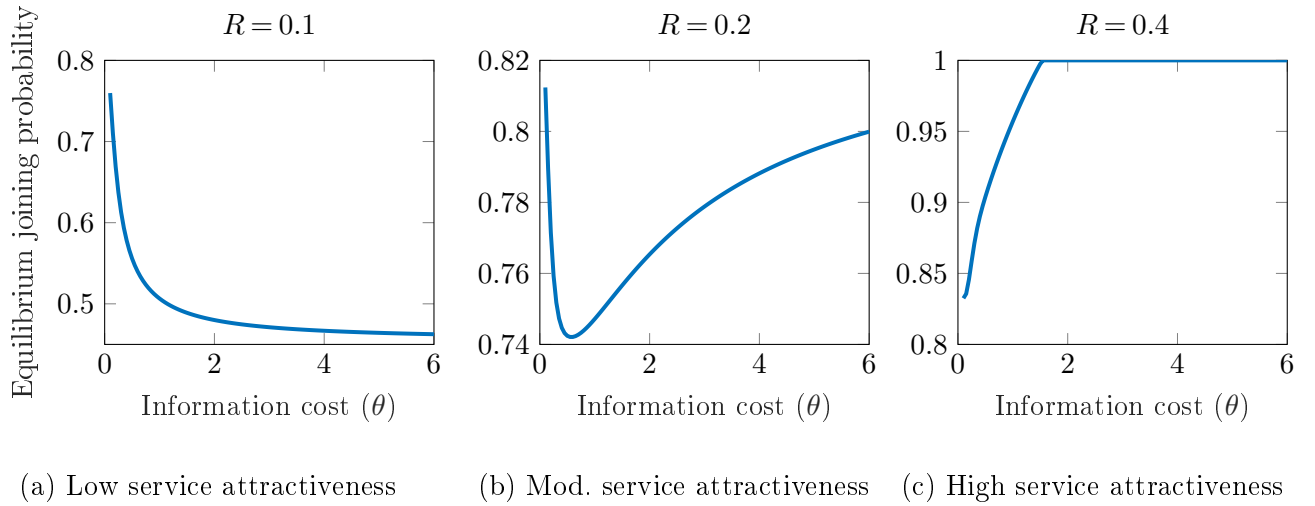 Equilibrium joining probability
R = 0.1
0.8
0.7
0.6
0.5
0
2
4
6
Information cost (θ)
(a) Low service attractiveness
R = 0.2
0.82
0.8
0.78
0.76
0.74
0
2
4
6
Information cost (θ)
(b) Mod. service attractiveness
R = 0.4
1
0.95
0.9
0.85
0.8
0
2
4
6
Information cost (θ)
(c) High service attractiveness